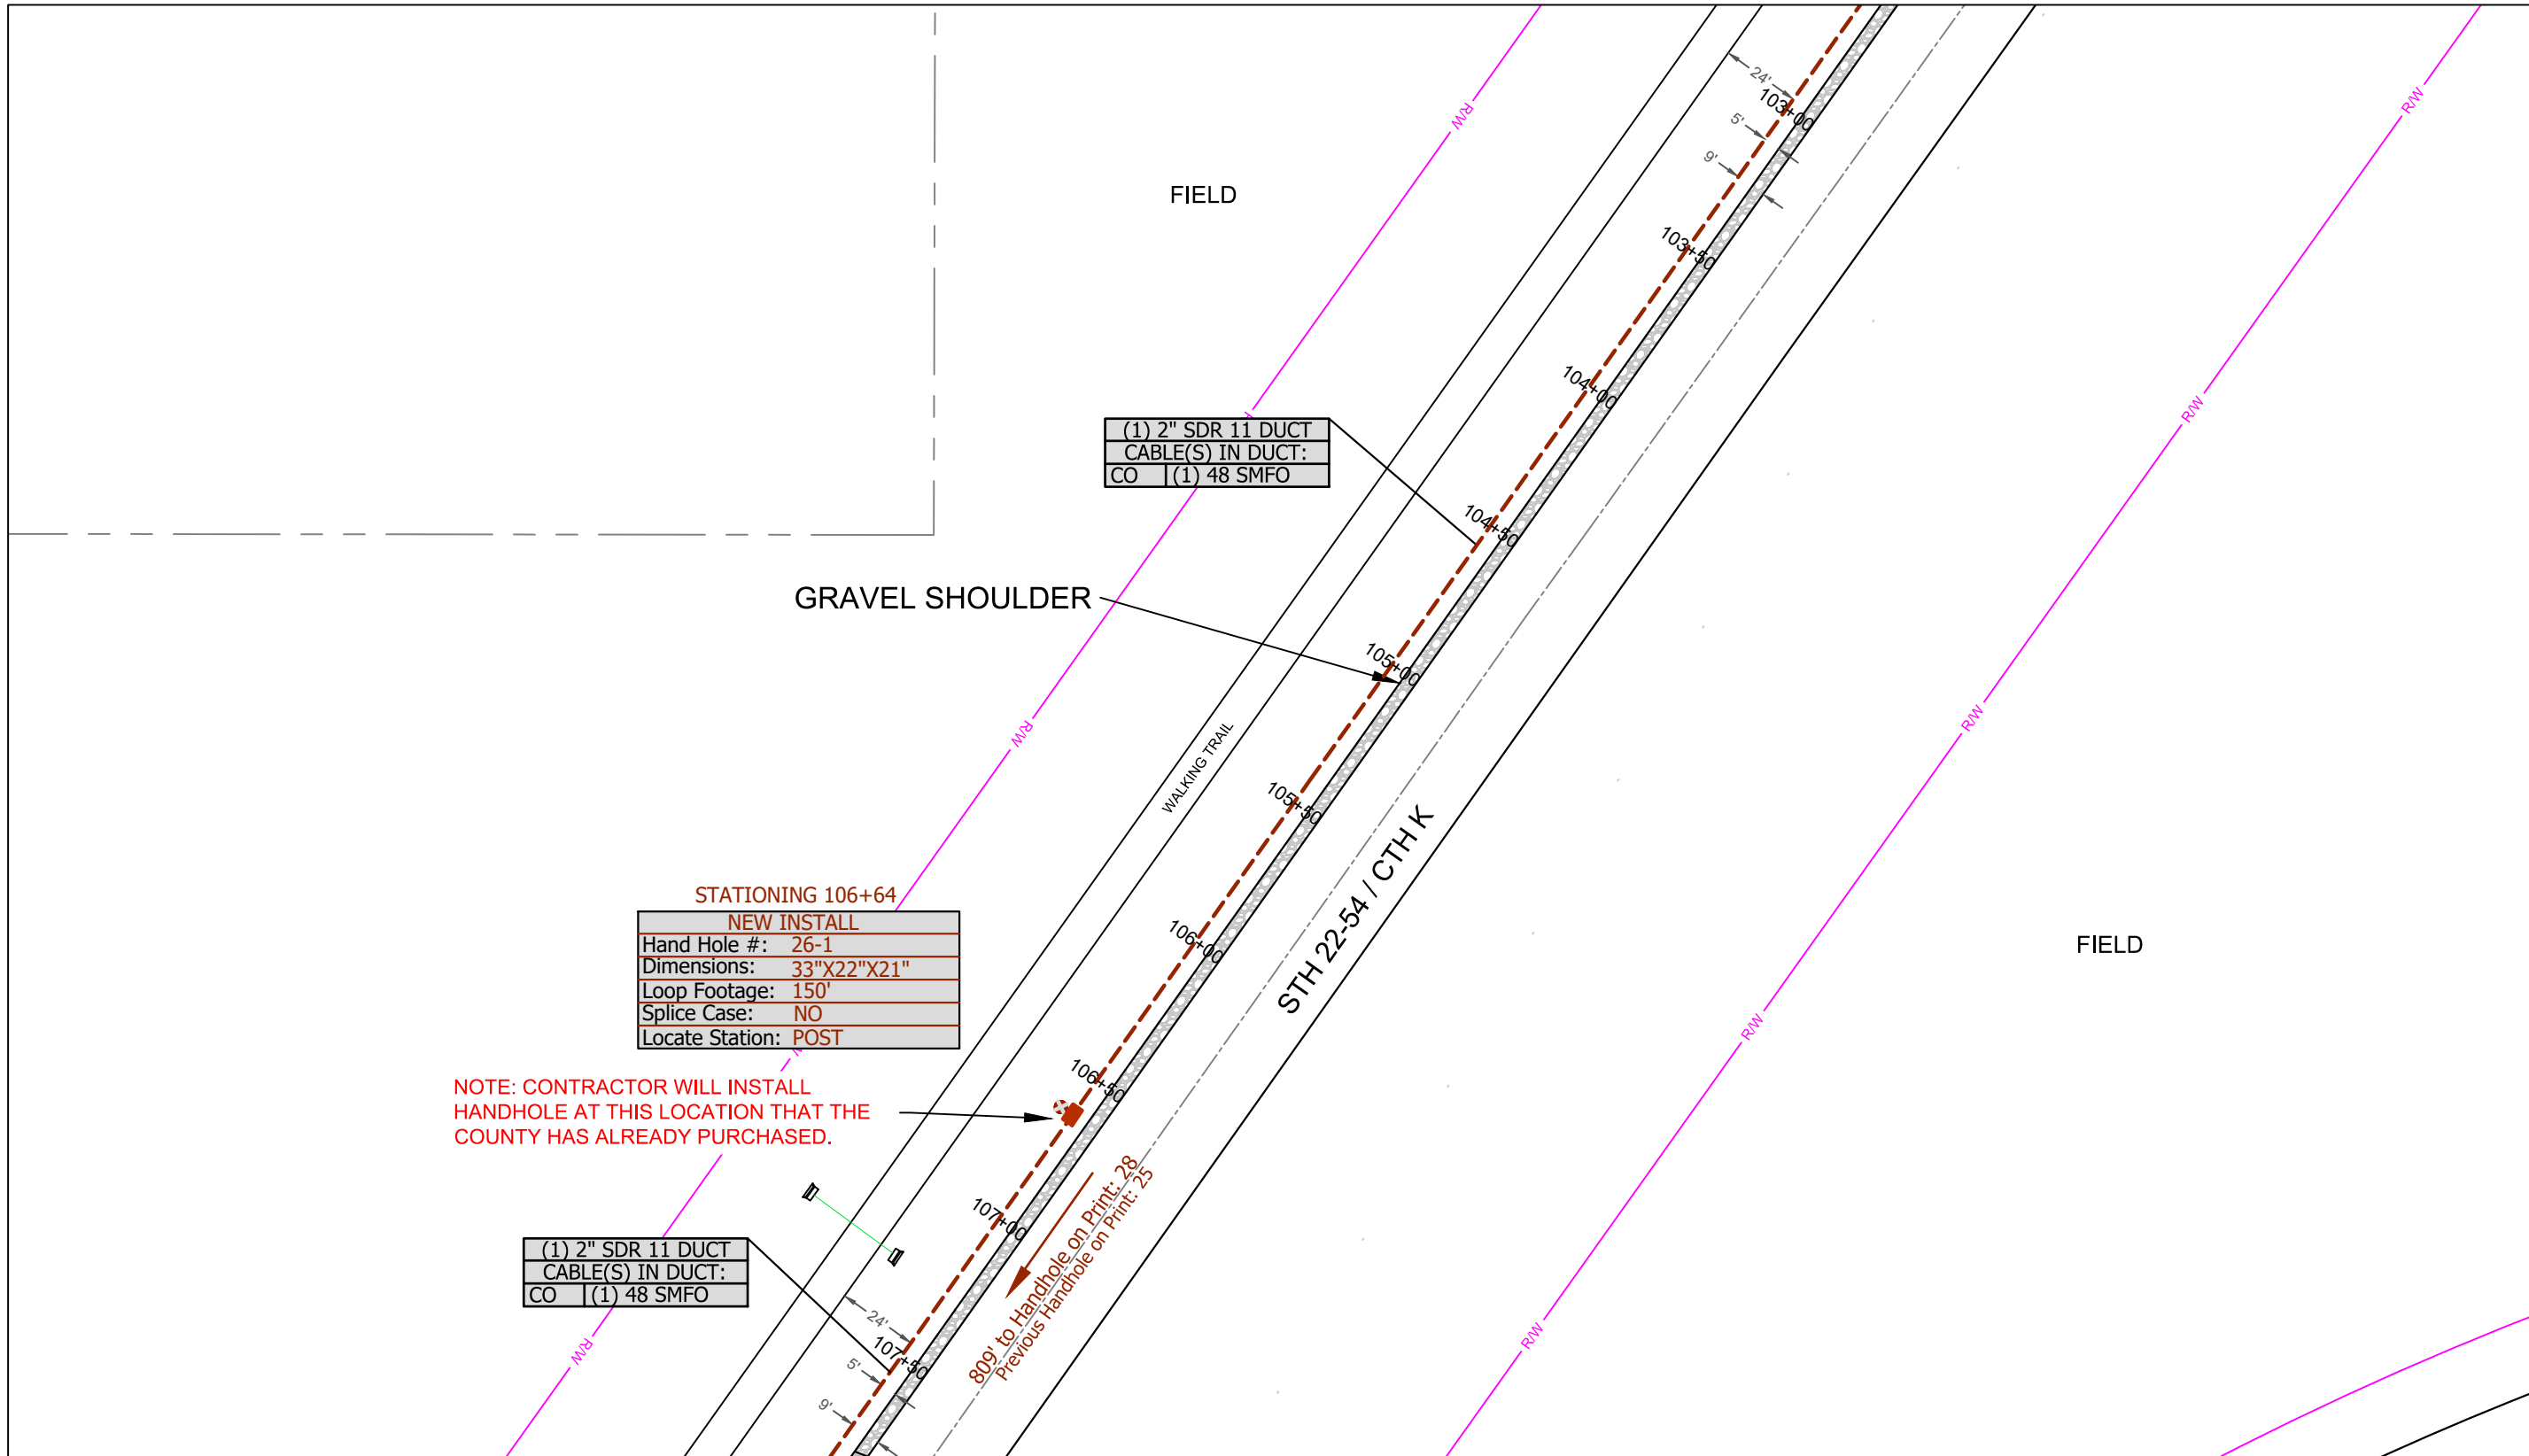 R/W
R/W
24'
103+00
5'
9'
FIELD
103+50
104+00
R/W
(1) 2" SDR 11 DUCT
CABLE(S) IN DUCT:
CO (1) 48 SMFO
104+50
GRAVEL SHOULDER
105+00
R/W
R/W
WALKING TRAIL
105+50
STH 22-54 / CTH K
STATIONING 106+64
NEW INSTALL
Hand Hole #: 26-1
Dimensions: 33"X22"X21"
Loop Footage: 150'
Splice Case: NO
Locate Station: POST
106+00
FIELD
R/W
NOTE: CONTRACTOR WILL INSTALL
HANDHOLE AT THIS LOCATION THAT THE
COUNTY HAS ALREADY PURCHASED.
106+50
107+00
809' to Handhole on Print: 28
Previous Handhole on Print: 25
(1) 2" SDR 11 DUCT
CABLE(S) IN DUCT:
CO (1) 48 SMFO
R/W
R/W
24'
107+50
5'
9'